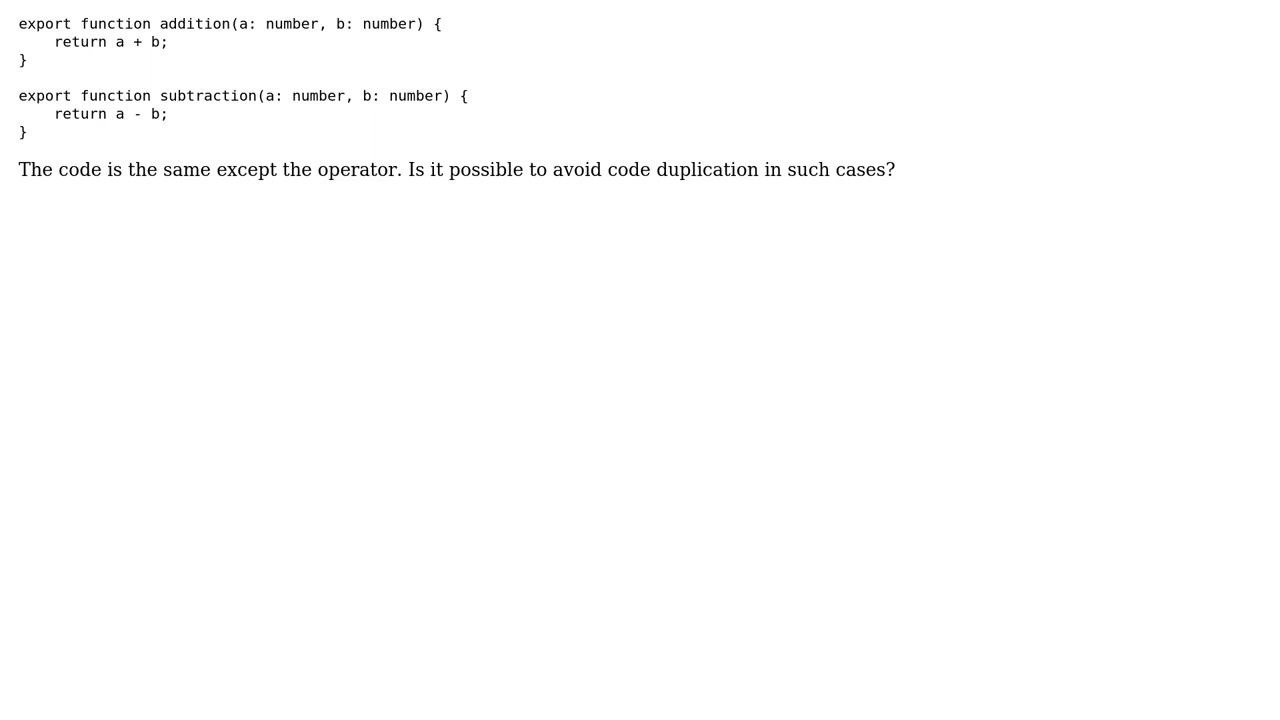 export function addition(a: number, b: number) {
    return a + b;
}

export function subtraction(a: number, b: number) {
    return a - b;
}

The code is the same except the operator. Is it possible to avoid code duplication in such cases?